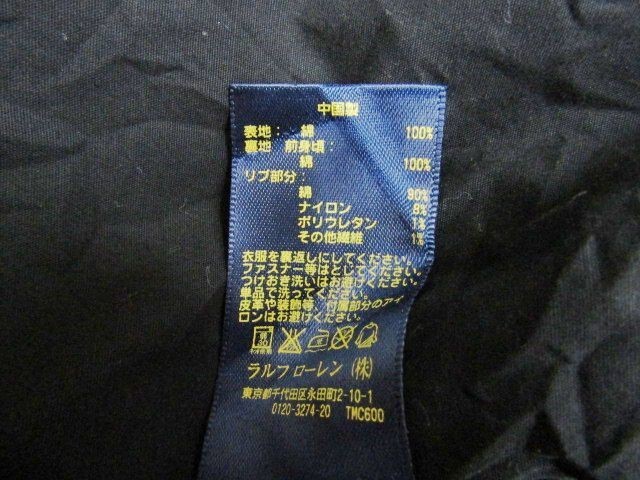 中国製
表地： 綿 100%
裏地 前身頃：
綿 100%
リブ部分：
綿 90%
ナイロン 8%
ポリウレタン 1%
その他繊維 1%
衣服を裏返しにしてください。
ファスナー等はとじてください。
つけおき洗いはお避けください。
単品で洗ってください。
皮革や装飾等、付属部分のアイ
ロンはお避けください。
ラルフ ローレン（株）
東京都千代田区永田町2-10-1
0120-3274-20 TMC600